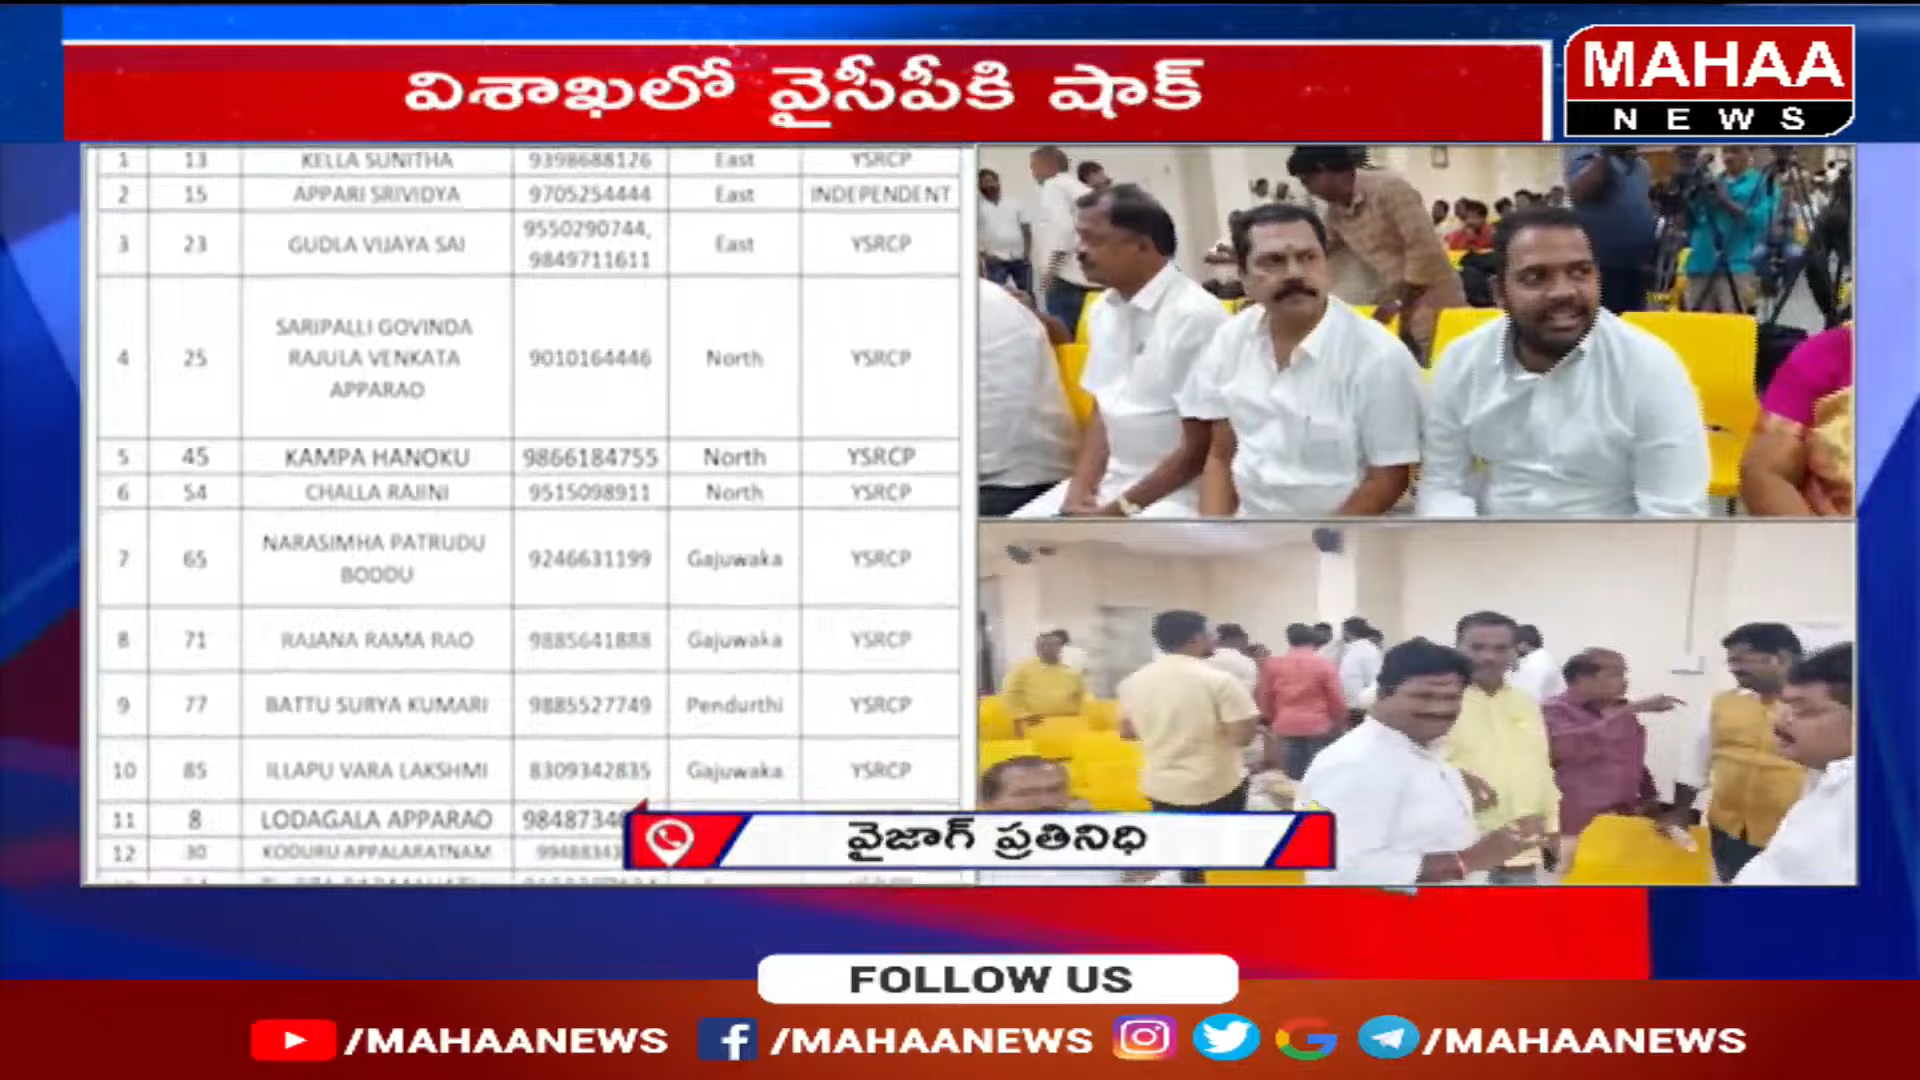 విశాఖలో వైసీపీకి షాక్
MAHAA
NEWS
1 13 KELLA SUNITHA 9398688126 East YSRCP
2 15 APPARI SRIVIDYA 9705254444 East INDEPENDENT
3 23 GUDLA VIJAYA SAI 9550290744, 9849711611 East YSRCP
4 25 SARIPALLI GOVINDA RAJULA VENKATA APPARAO 9010164446 North YSRCP
5 45 KAMPA HANOKU 9866184755 North YSRCP
6 54 CHALLA RAJINI 9515098911 North YSRCP
7 65 NARASIMHA PATRUDU BODDU 9246631199 Gajuwaka YSRCP
8 71 RAJANA RAMA RAO 9885641888 Gajuwaka YSRCP
9 77 BATTU SURYA KUMARI 9885527749 Pendurthi YSRCP
10 85 ILLAPU VARA LAKSHMI 8309342835 Gajuwaka YSRCP
11 8 LODAGALA APPARAO
12 30 KODURU APPALARATNAM
వైజాగ్ ప్రతినిధి
FOLLOW US
/MAHAANEWS /MAHAANEWS /MAHAANEWS